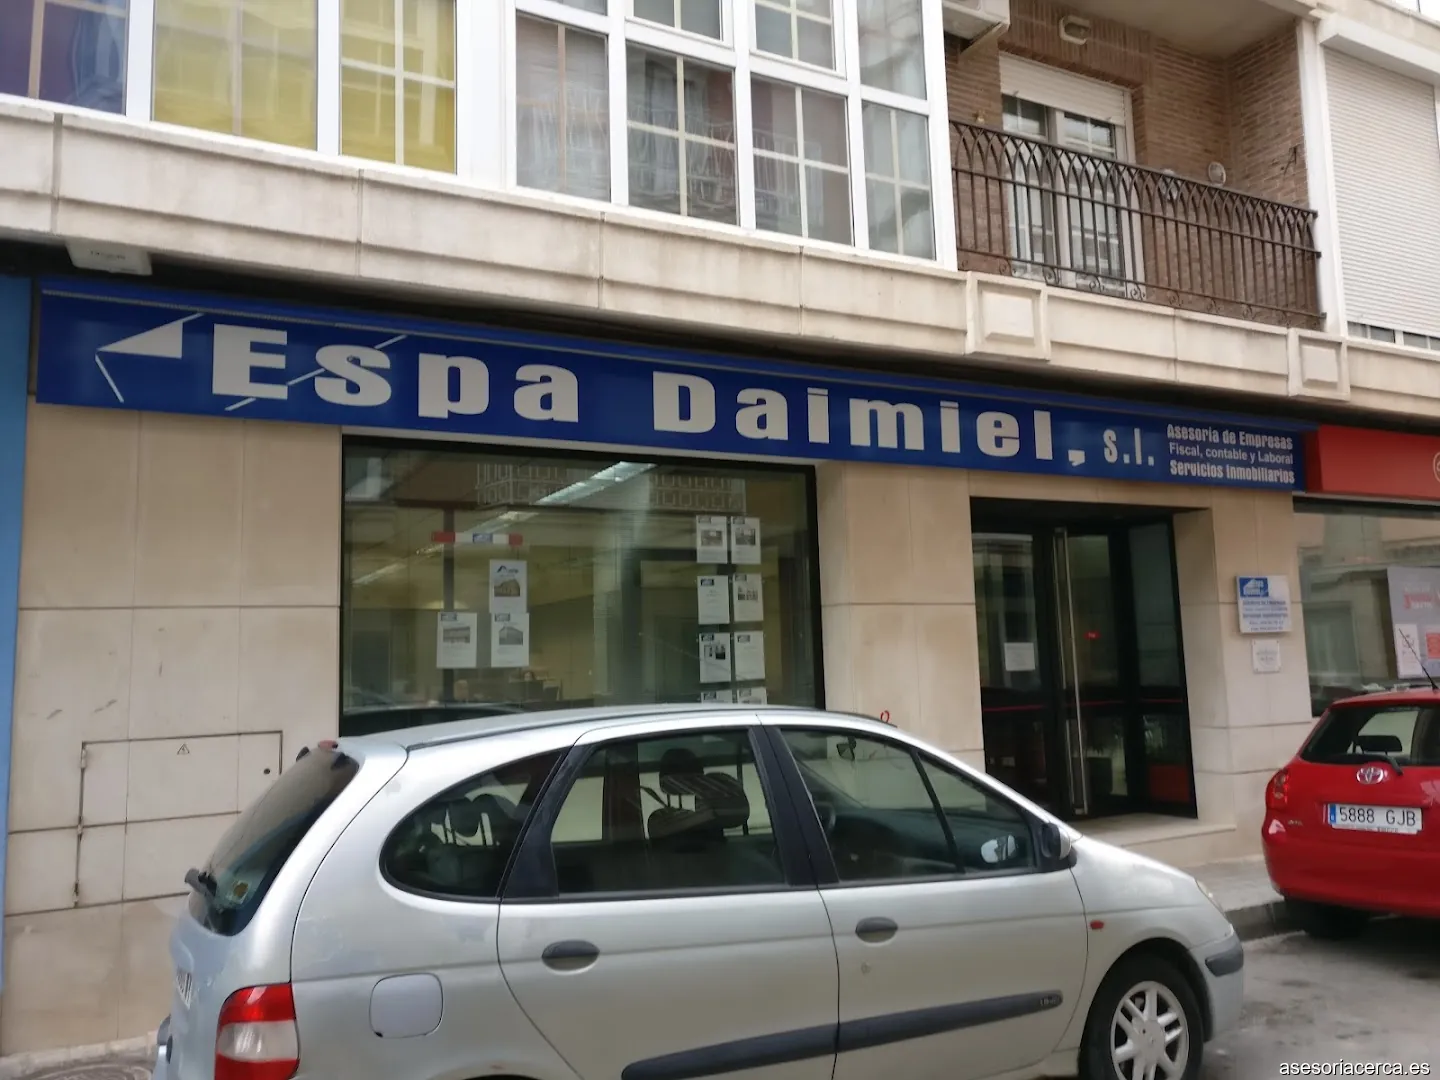 Espa Daimiel, s.l.
Asesoría de Empresas
Fiscal, contable y Laboral
Servicios Inmobiliarios
5888 GJB
asesoriacerca.es